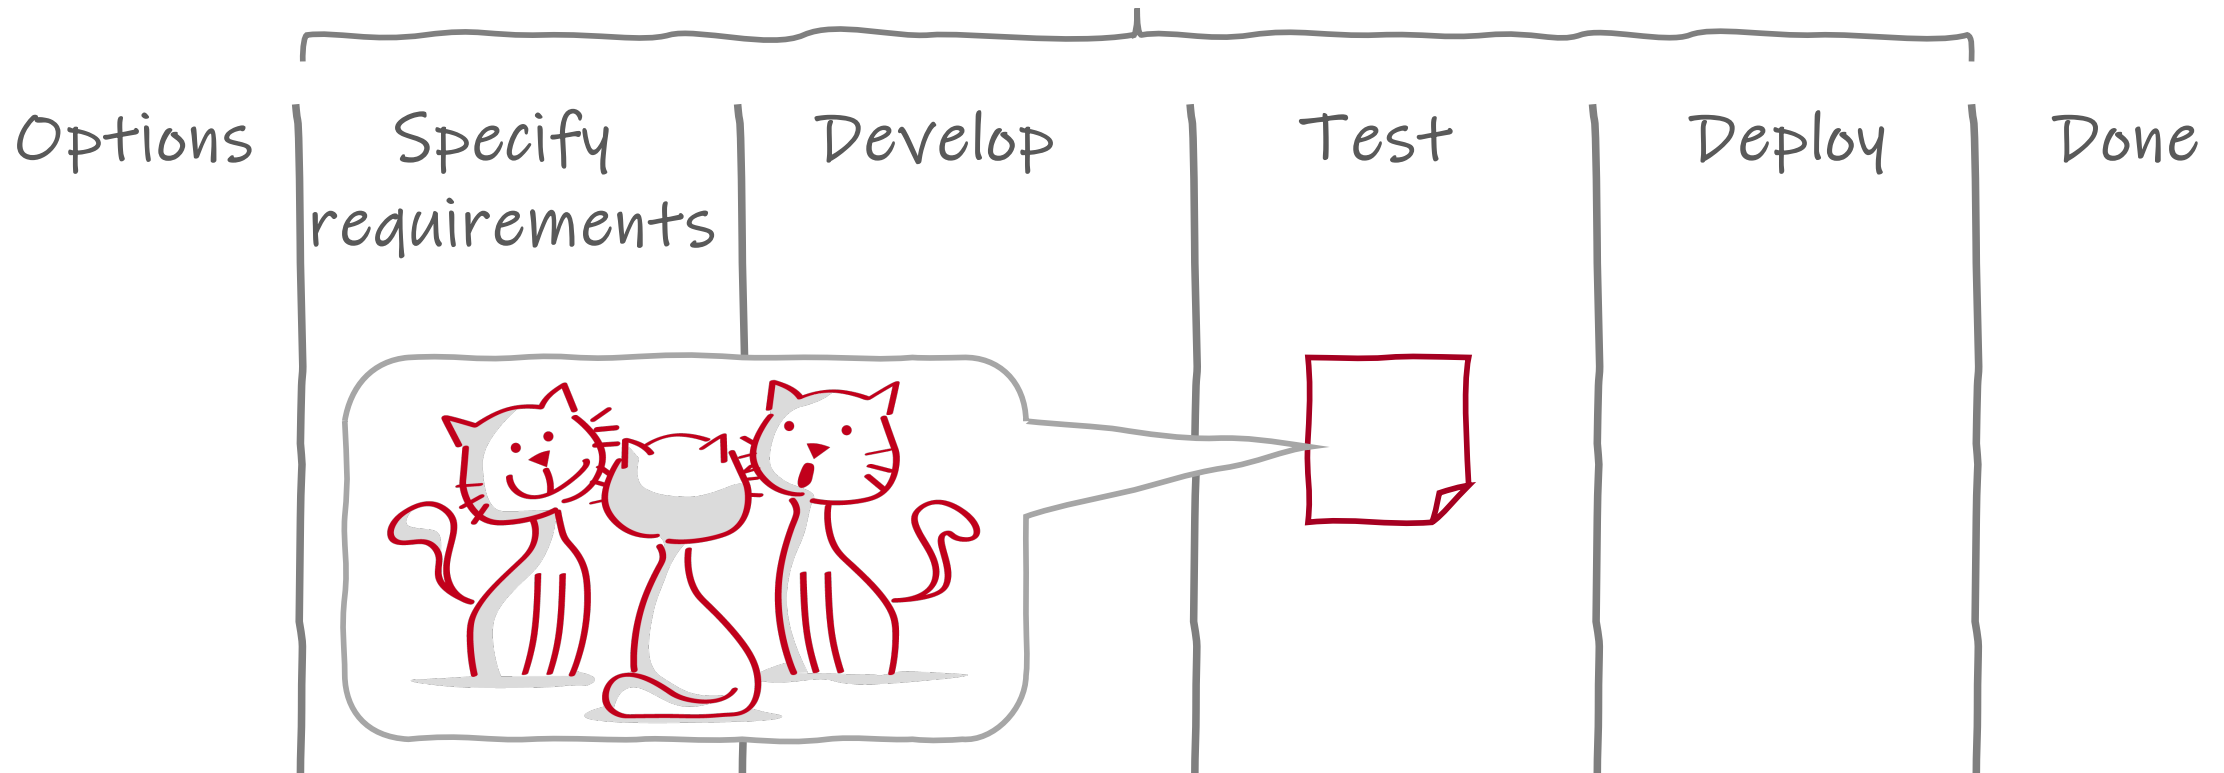 Options
Specify
requirements
Develop
Test
Deploy
Done